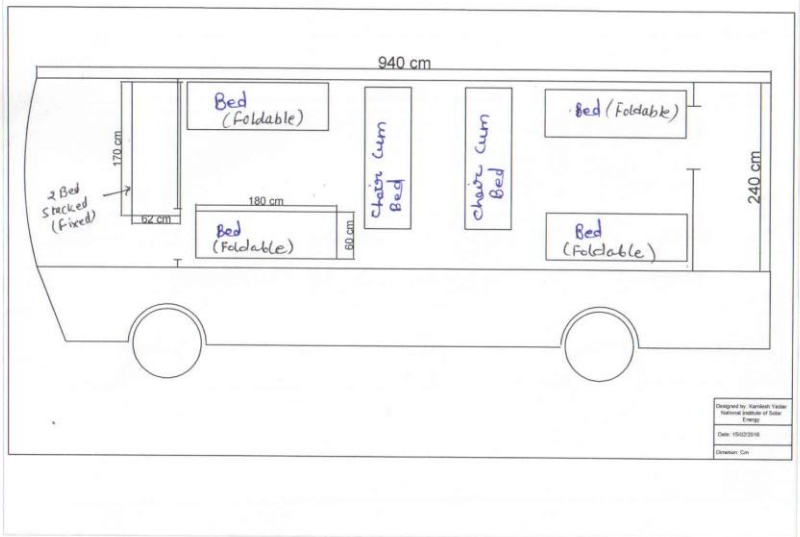 940 cm
Bed
(Foldable)
170 cm
Chair Cum
Bed
Chair Cum
Bed
Bed (Foldable)
240 cm
2 Bed
Stacked
(Fixed)
62 cm
180 cm
60 cm
Bed
(Foldable)
Bed
(Foldable)
Designed by: Kamlesh Yadav
National Institute of Solar
Energy
Date: 15/02/2016
Dimension: Cm